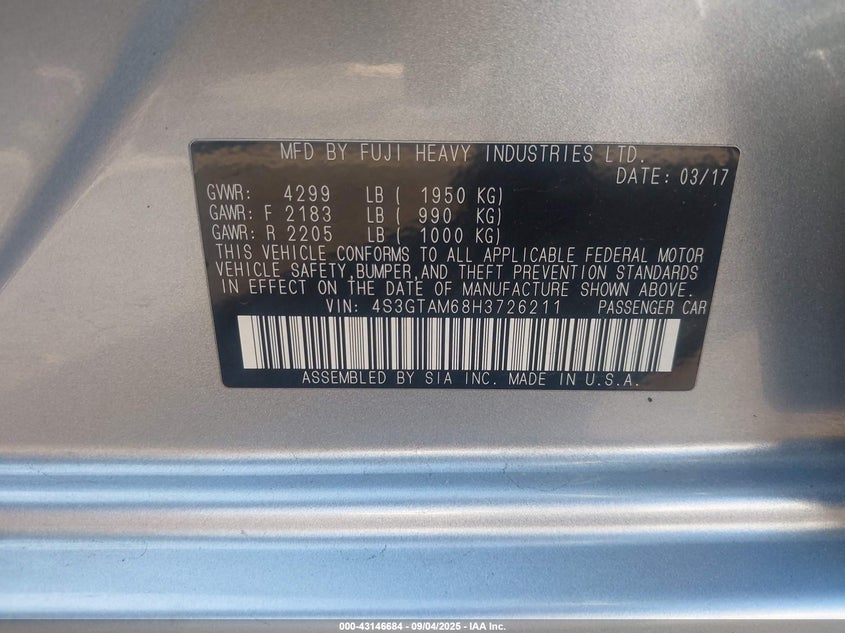 MFD BY FUJI HEAVY INDUSTRIES LTD.
DATE: 03/17
GVWR: 4299 LB ( 1950 KG)
GAWR: F 2183 LB ( 990 KG)
GAWR: R 2205 LB ( 1000 KG)
THIS VEHICLE CONFORMS TO ALL APPLICABLE FEDERAL MOTOR
VEHICLE SAFETY,BUMPER,AND THEFT PREVENTION STANDARDS
IN EFFECT ON THE DATE OF MANUFACTURE SHOWN ABOVE.
VIN: 4S3GTAM68H3726211 PASSENGER CAR
ASSEMBLED BY SIA INC. MADE IN U.S.A.
000-43146684 - 09/04/2025 - IAA Inc.